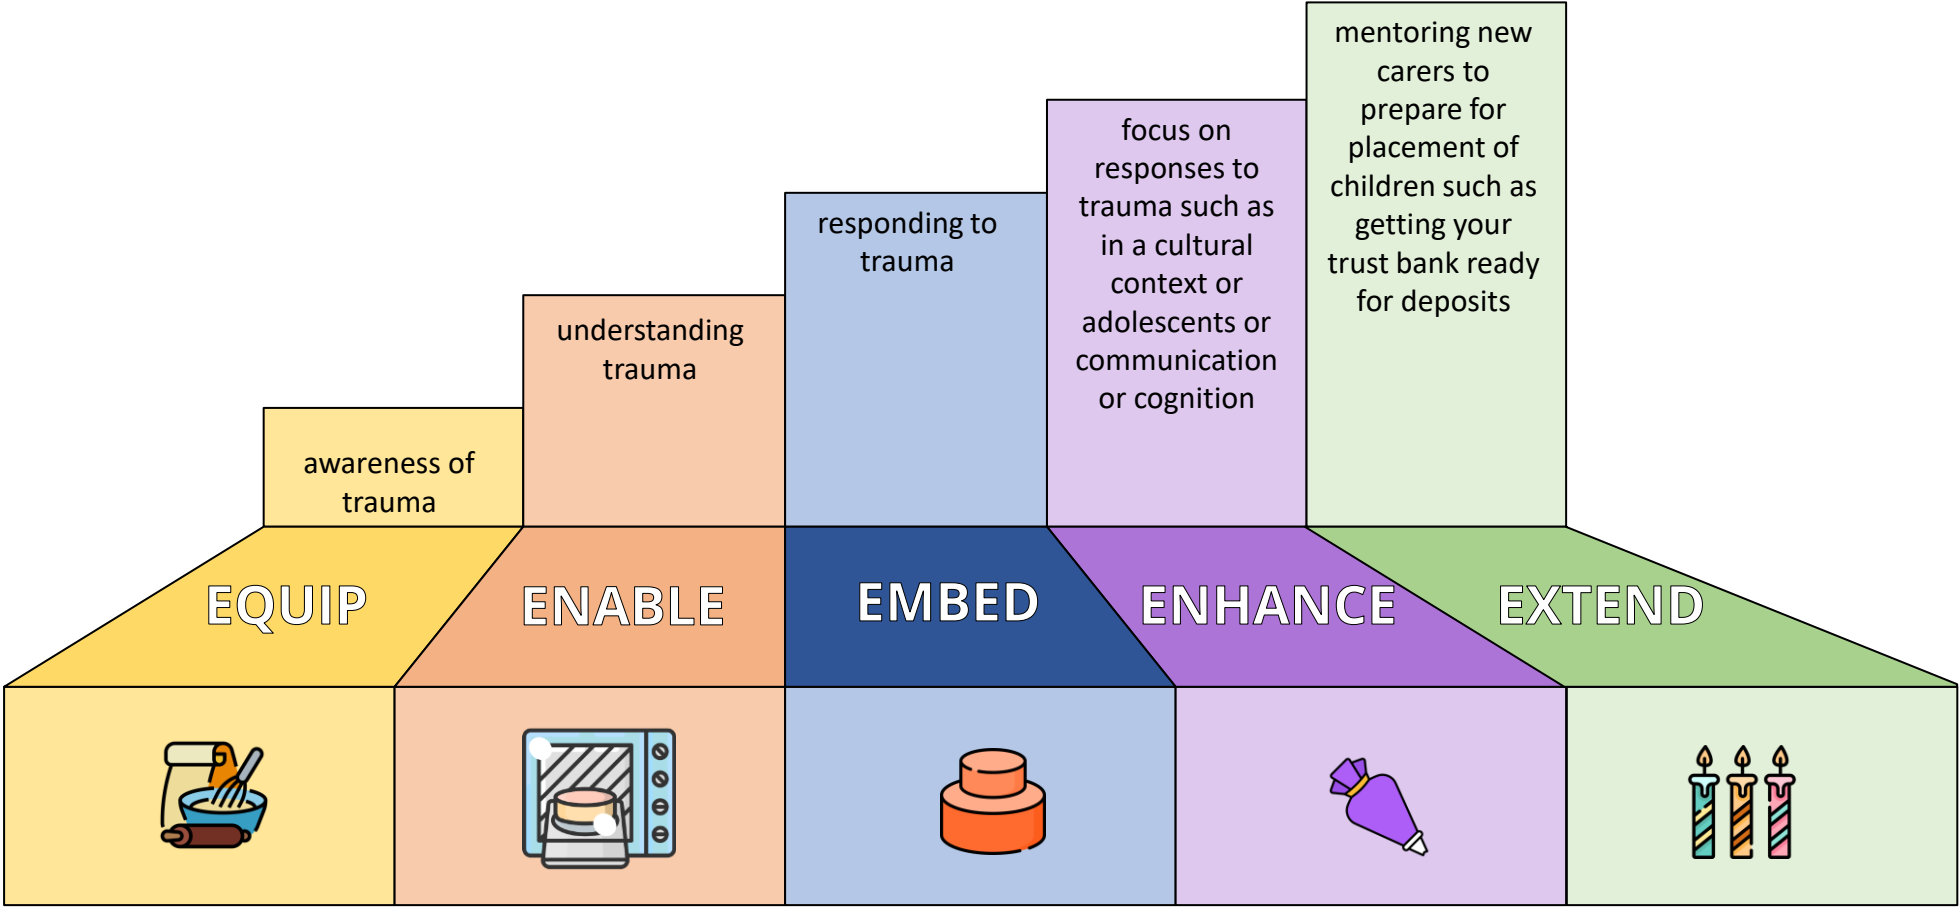 awareness of
trauma
understanding
trauma
responding to
trauma
focus on
responses to
trauma such as
in a cultural
context or
adolescents or
communication
or cognition
mentoring new
carers to
prepare for
placement of
children such as
getting your
trust bank ready
for deposits
EQUIP
ENABLE
EMBED
ENHANCE
EXTEND